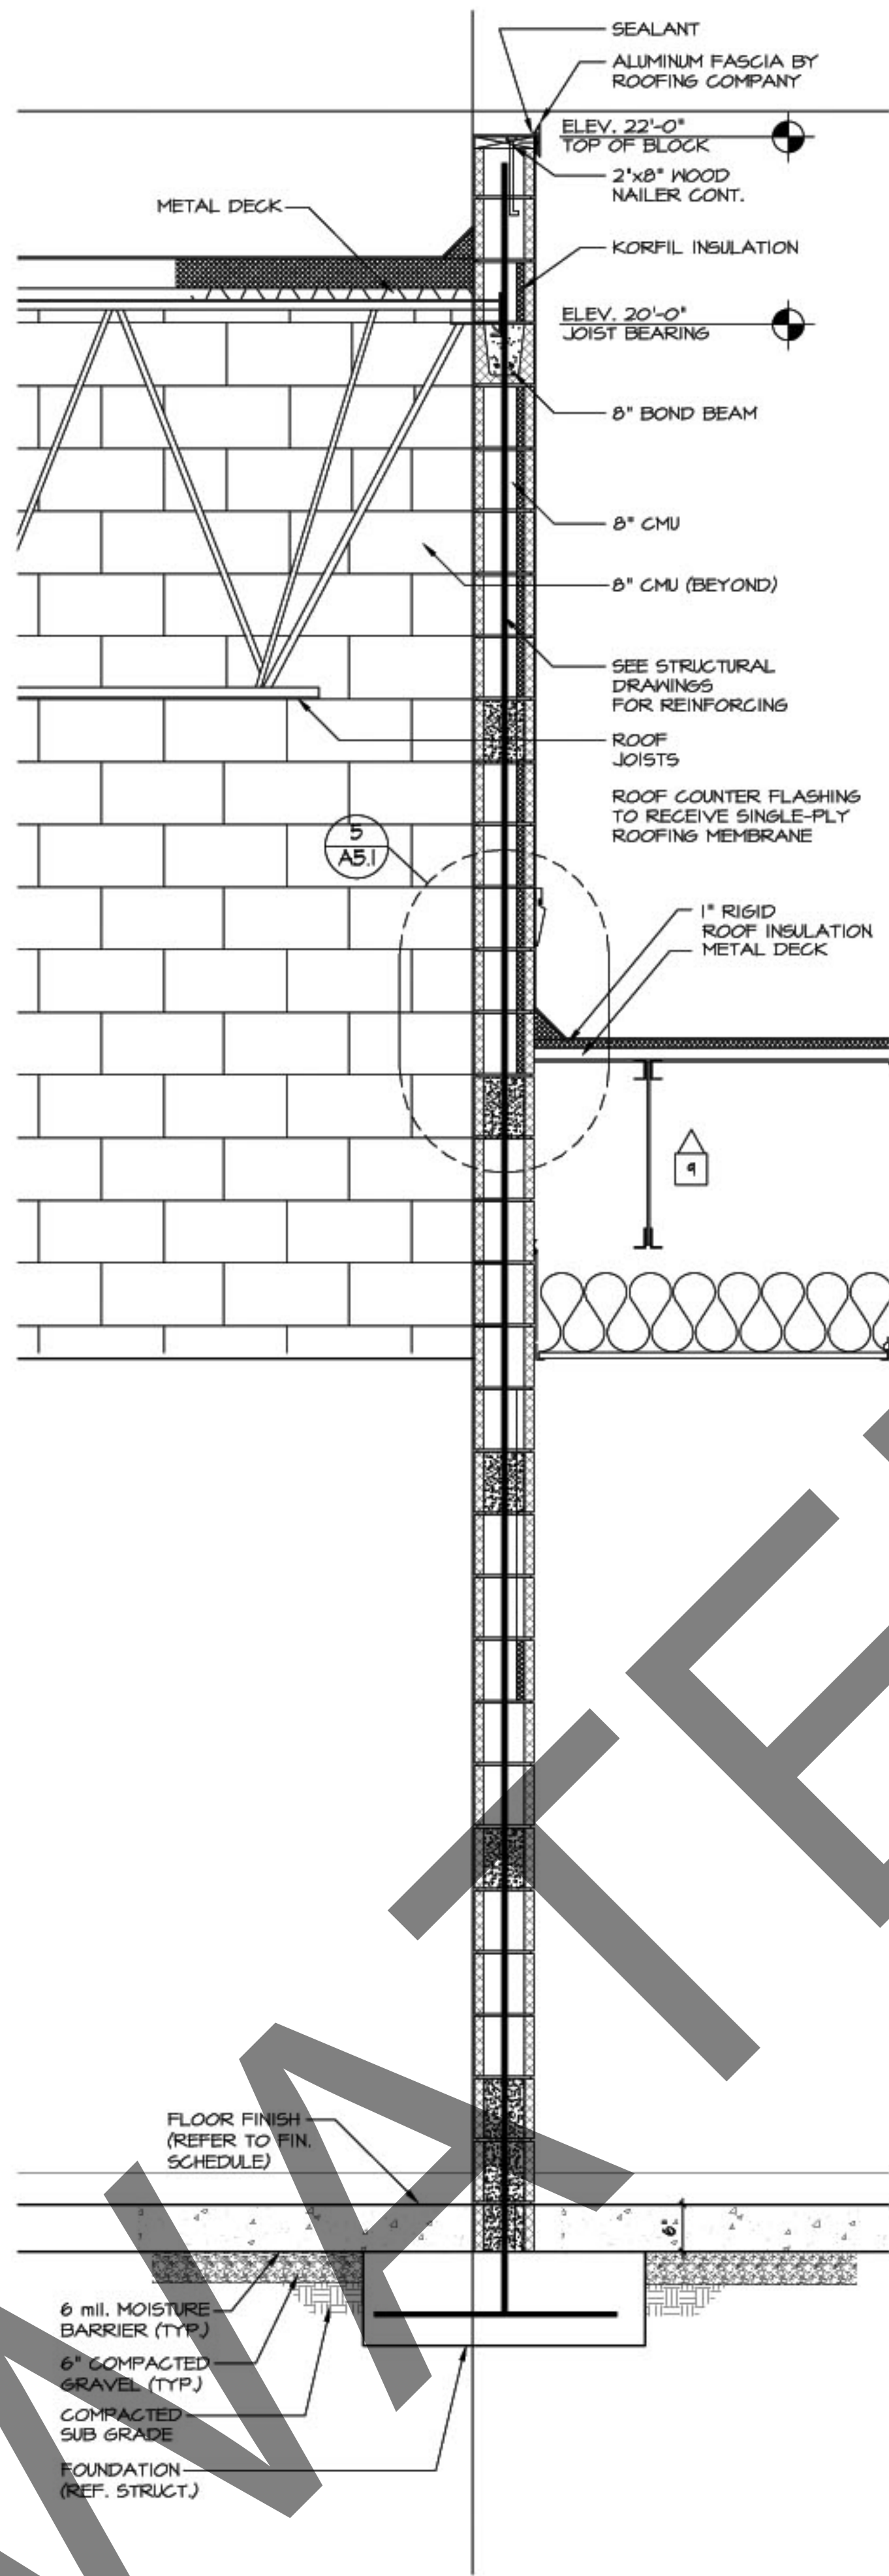 SEALANT
ALUMINUM FASCIA BY
ROOFING COMPANY
ELEV. 22'-0"
TOP OF BLOCK
2"x8" WOOD
NAILER CONT.
METAL DECK
KORFIL INSULATION
ELEV. 20'-0"
JOIST BEARING
8" BOND BEAM
8" CMU
8" CMU (BEYOND)
SEE STRUCTURAL
DRAWINGS
FOR REINFORCING
ROOF
JOISTS
ROOF COUNTER FLASHING
TO RECEIVE SINGLE-PLY
ROOFING MEMBRANE
5
A5.1
1" RIGID
ROOF INSULATION
METAL DECK
9
FLOOR FINISH
(REFER TO FIN.
SCHEDULE)
6"
6 mil. MOISTURE
BARRIER (TYP.)
6" COMPACTED
GRAVEL (TYP.)
COMPACTED
SUB GRADE
FOUNDATION
(REF. STRUCT.)
WATE